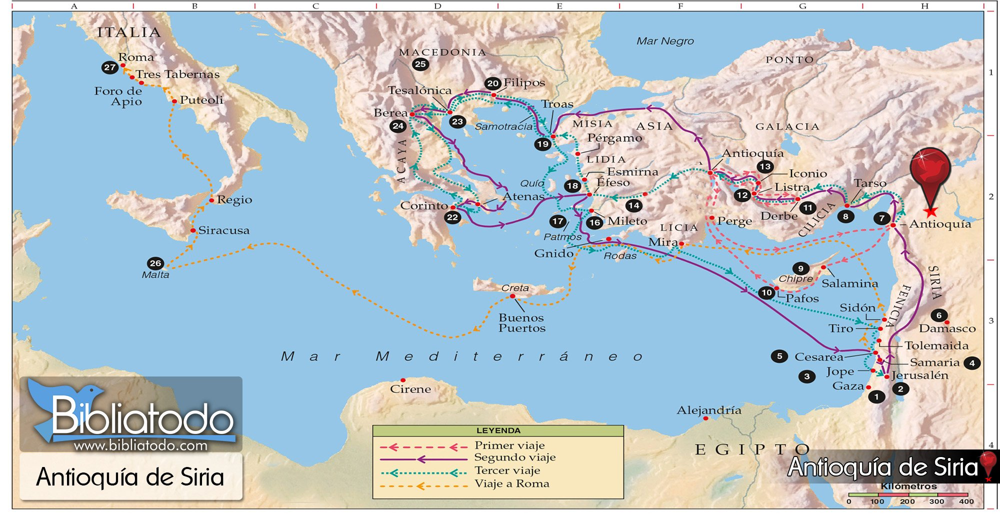 A B C D E F G H
ITALIA
Mar Negro
MACEDONIA
25
PONTO
1
Roma
27
Tres Tabernas
Foro de
Apio
Puteoli
20
Filipos
Tesalónica
Troas
Berea
24
23
Samotracia
19
MISIA
ASIA
GALACIA
Pérgamo
LIDIA
ACAYA
Antioquía
13
Iconio
Esmirna
Éfeso
18
Quío
Listra
12
Tarso
2
Regio
Atenas
Corinto
22
14
Derbe
11
CILICIA
8
7
Antioquía
17
16
Mileto
Perge
LICIA
Siracusa
Patmos
Gnido
Rodas
Mira
26
Malta
9
Chipre
Salamina
SIRIA
Creta
10
Pafos
FENICIA
Buenos
Puertos
Sidón
6
3
Tiro
Damasco
Tolemaida
Mar Mediterráneo
5
Cesarea
Samaria
4
3
Jope
Jerusalén
Gaza
2
1
Cirene
Alejandría
EGIPTO
4
LEYENDA
Primer viaje
Segundo viaje
Tercer viaje
Viaje a Roma
Bibliatodo
www.bibliatodo.com
Antioquía de Siria
Antioquía de Siria
Kilómetros
0 100 200 300 400